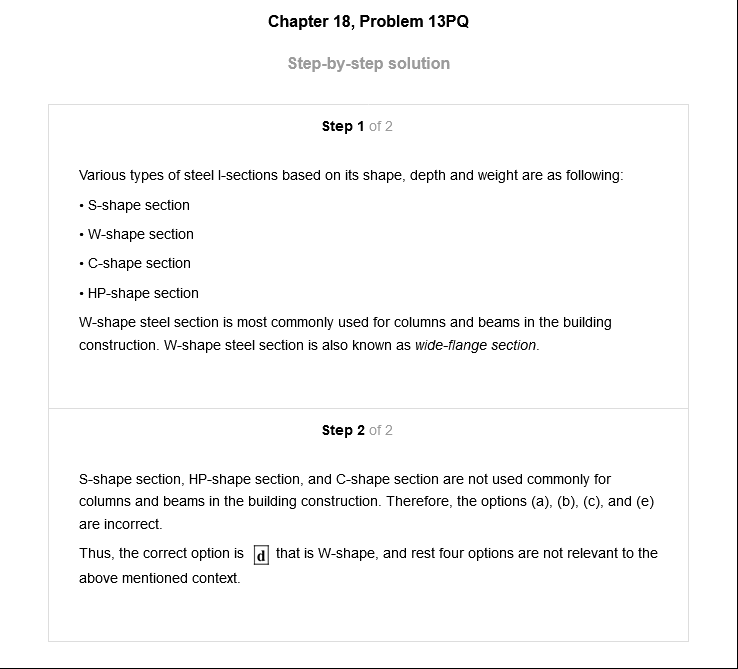 Chapter 18, Problem 13PQ
Step-by-step solution
Step 1 of 2
Various types of steel I-sections based on its shape, depth and weight are as following:
• S-shape section
• W-shape section
• C-shape section
• HP-shape section
W-shape steel section is most commonly used for columns and beams in the building
construction. W-shape steel section is also known as wide-flange section.
Step 2 of 2
S-shape section, HP-shape section, and C-shape section are not used commonly for
columns and beams in the building construction. Therefore, the options (a), (b), (c), and (e)
are incorrect.
Thus, the correct option is d that is W-shape, and rest four options are not relevant to the
above mentioned context.